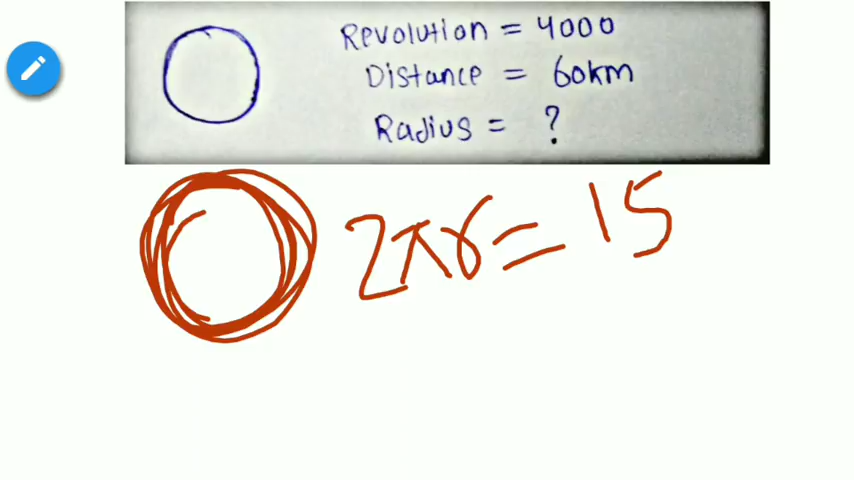 Revolution = 4000
Distance = 60km
Radius = ?
2πr = 15